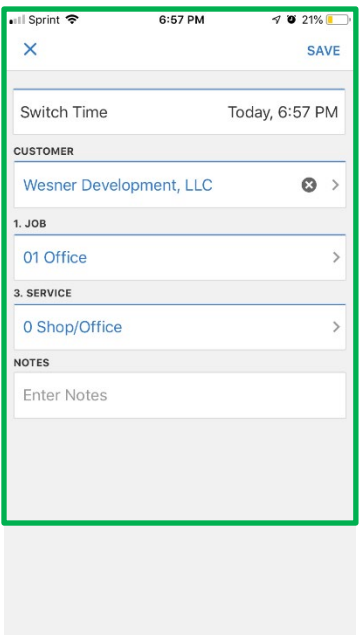 Sprint 6:57 PM 21%
SAVE
Switch Time Today, 6:57 PM
CUSTOMER
Wesner Development, LLC
1. JOB
01 Office
3. SERVICE
0 Shop/Office
NOTES
Enter Notes